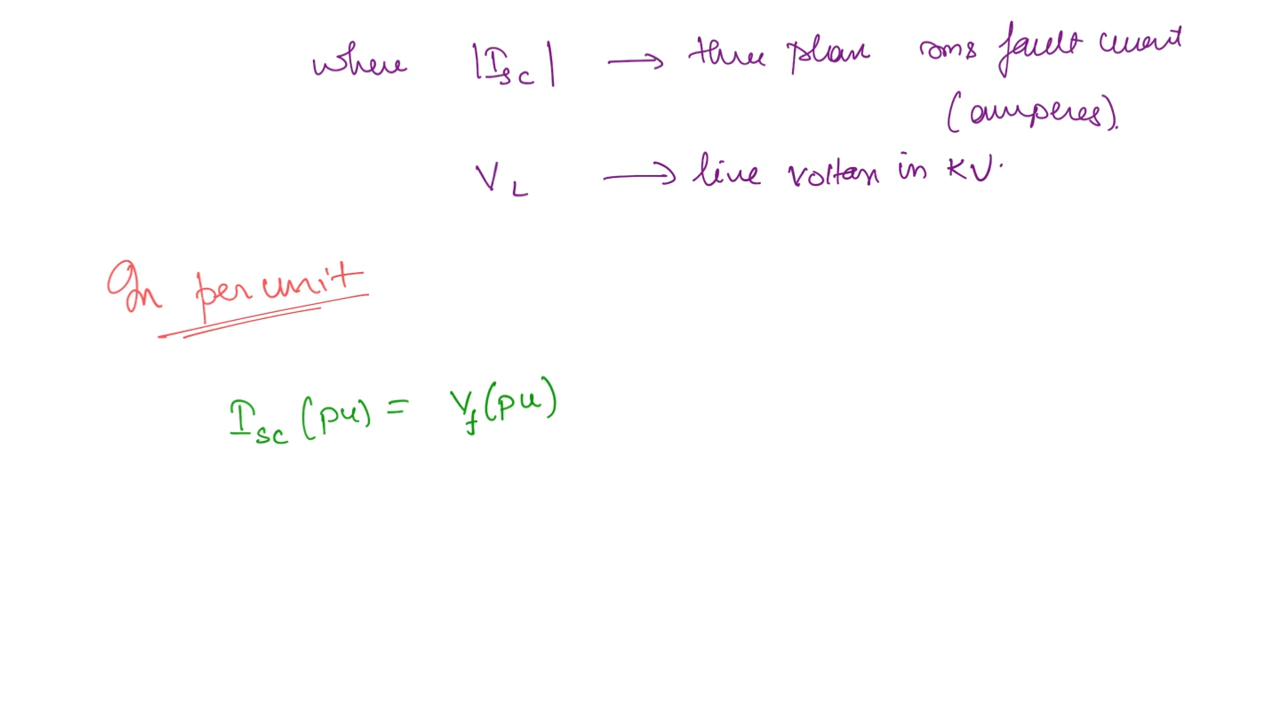 where |Isc| → three phase rms fault current
(amperes).
VL → line voltage in KV.
In per unit
Isc (pu) = Vf (pu)